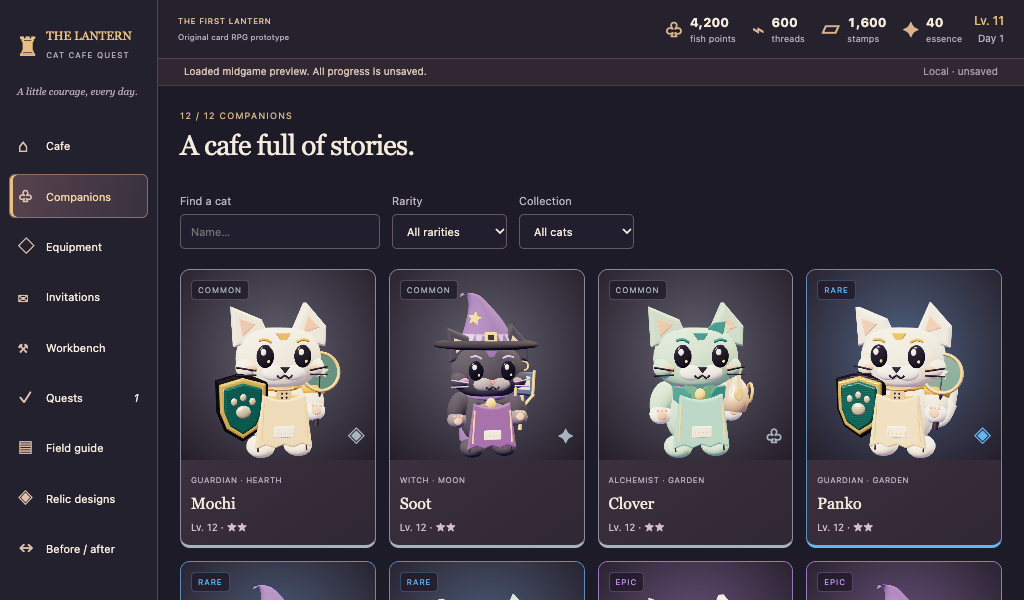 THE LANTERN
CAT CAFE QUEST
A little courage, every day.
Cafe
Companions
Equipment
Invitations
Workbench
Quests 1
Field guide
Relic designs
Before / after
THE FIRST LANTERN
Original card RPG prototype
4,200
fish points
600
threads
1,600
stamps
40
essence
Lv. 11
Day 1
Loaded midgame preview. All progress is unsaved.
Local · unsaved
12 / 12 COMPANIONS
A cafe full of stories.
Find a cat
Name...
Rarity
All rarities
Collection
All cats
COMMON
GUARDIAN · HEARTH
Mochi
Lv. 12 · ★★
COMMON
WITCH · MOON
Soot
Lv. 12 · ★★
COMMON
ALCHEMIST · GARDEN
Clover
Lv. 12 · ★★
RARE
GUARDIAN · GARDEN
Panko
Lv. 12 · ★★
RARE
RARE
EPIC
EPIC